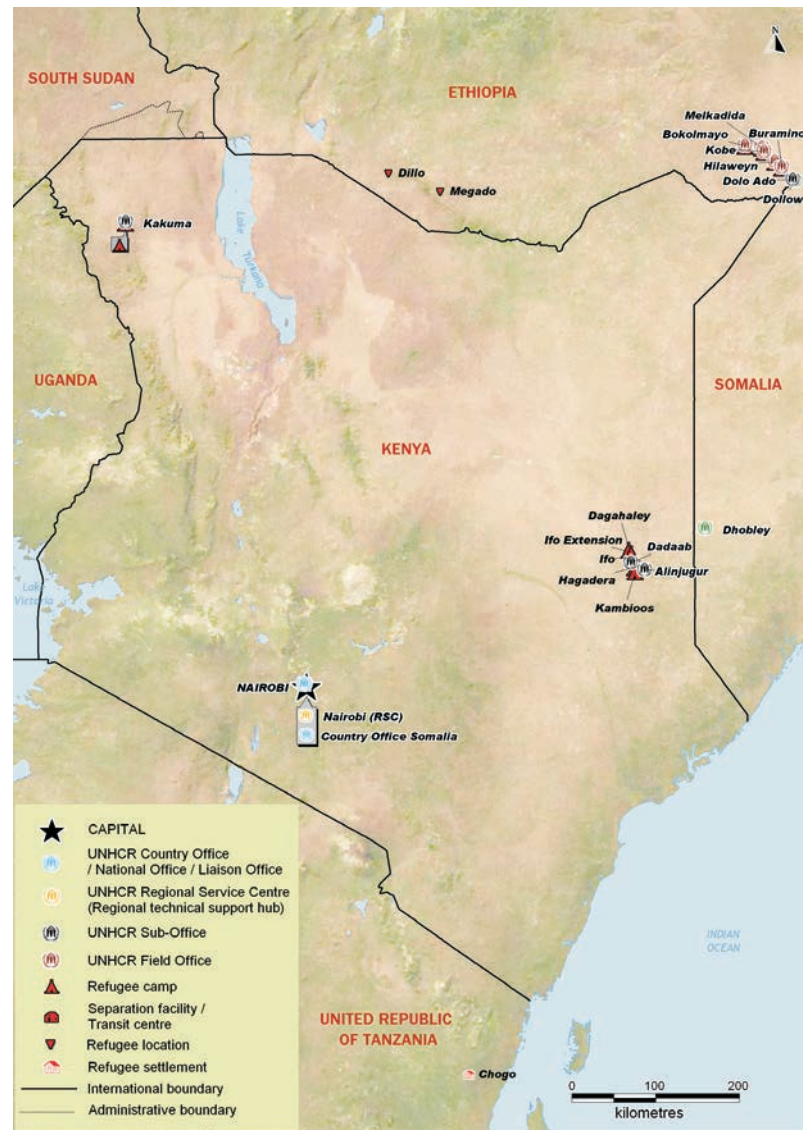 N
SOUTH SUDAN
ETHIOPIA
Melkadida
Bokolmayo
Buramino
Kobe
Hilaweyn
Dolo Ado
Dollow
Dillo
Megado
Kakuma
Lake
Turkana
UGANDA
SOMALIA
KENYA
Dagahaley
Dhobley
Ifo Extension
Dadaab
Ifo
Alinjugur
Hagadera
Kambioos
Lake
Victoria
NAIROBI
Nairobi (RSC)
Country Office Somalia
CAPITAL
UNHCR Country Office
/ National Office / Liaison Office
UNHCR Regional Service Centre
(Regional technical support hub)
UNHCR Sub-Office
UNHCR Field Office
Refugee camp
Separation facility /
Transit centre
Refugee location
Refugee settlement
International boundary
Administrative boundary
INDIAN
OCEAN
UNITED REPUBLIC
OF TANZANIA
Chogo
0 100 200
kilometres